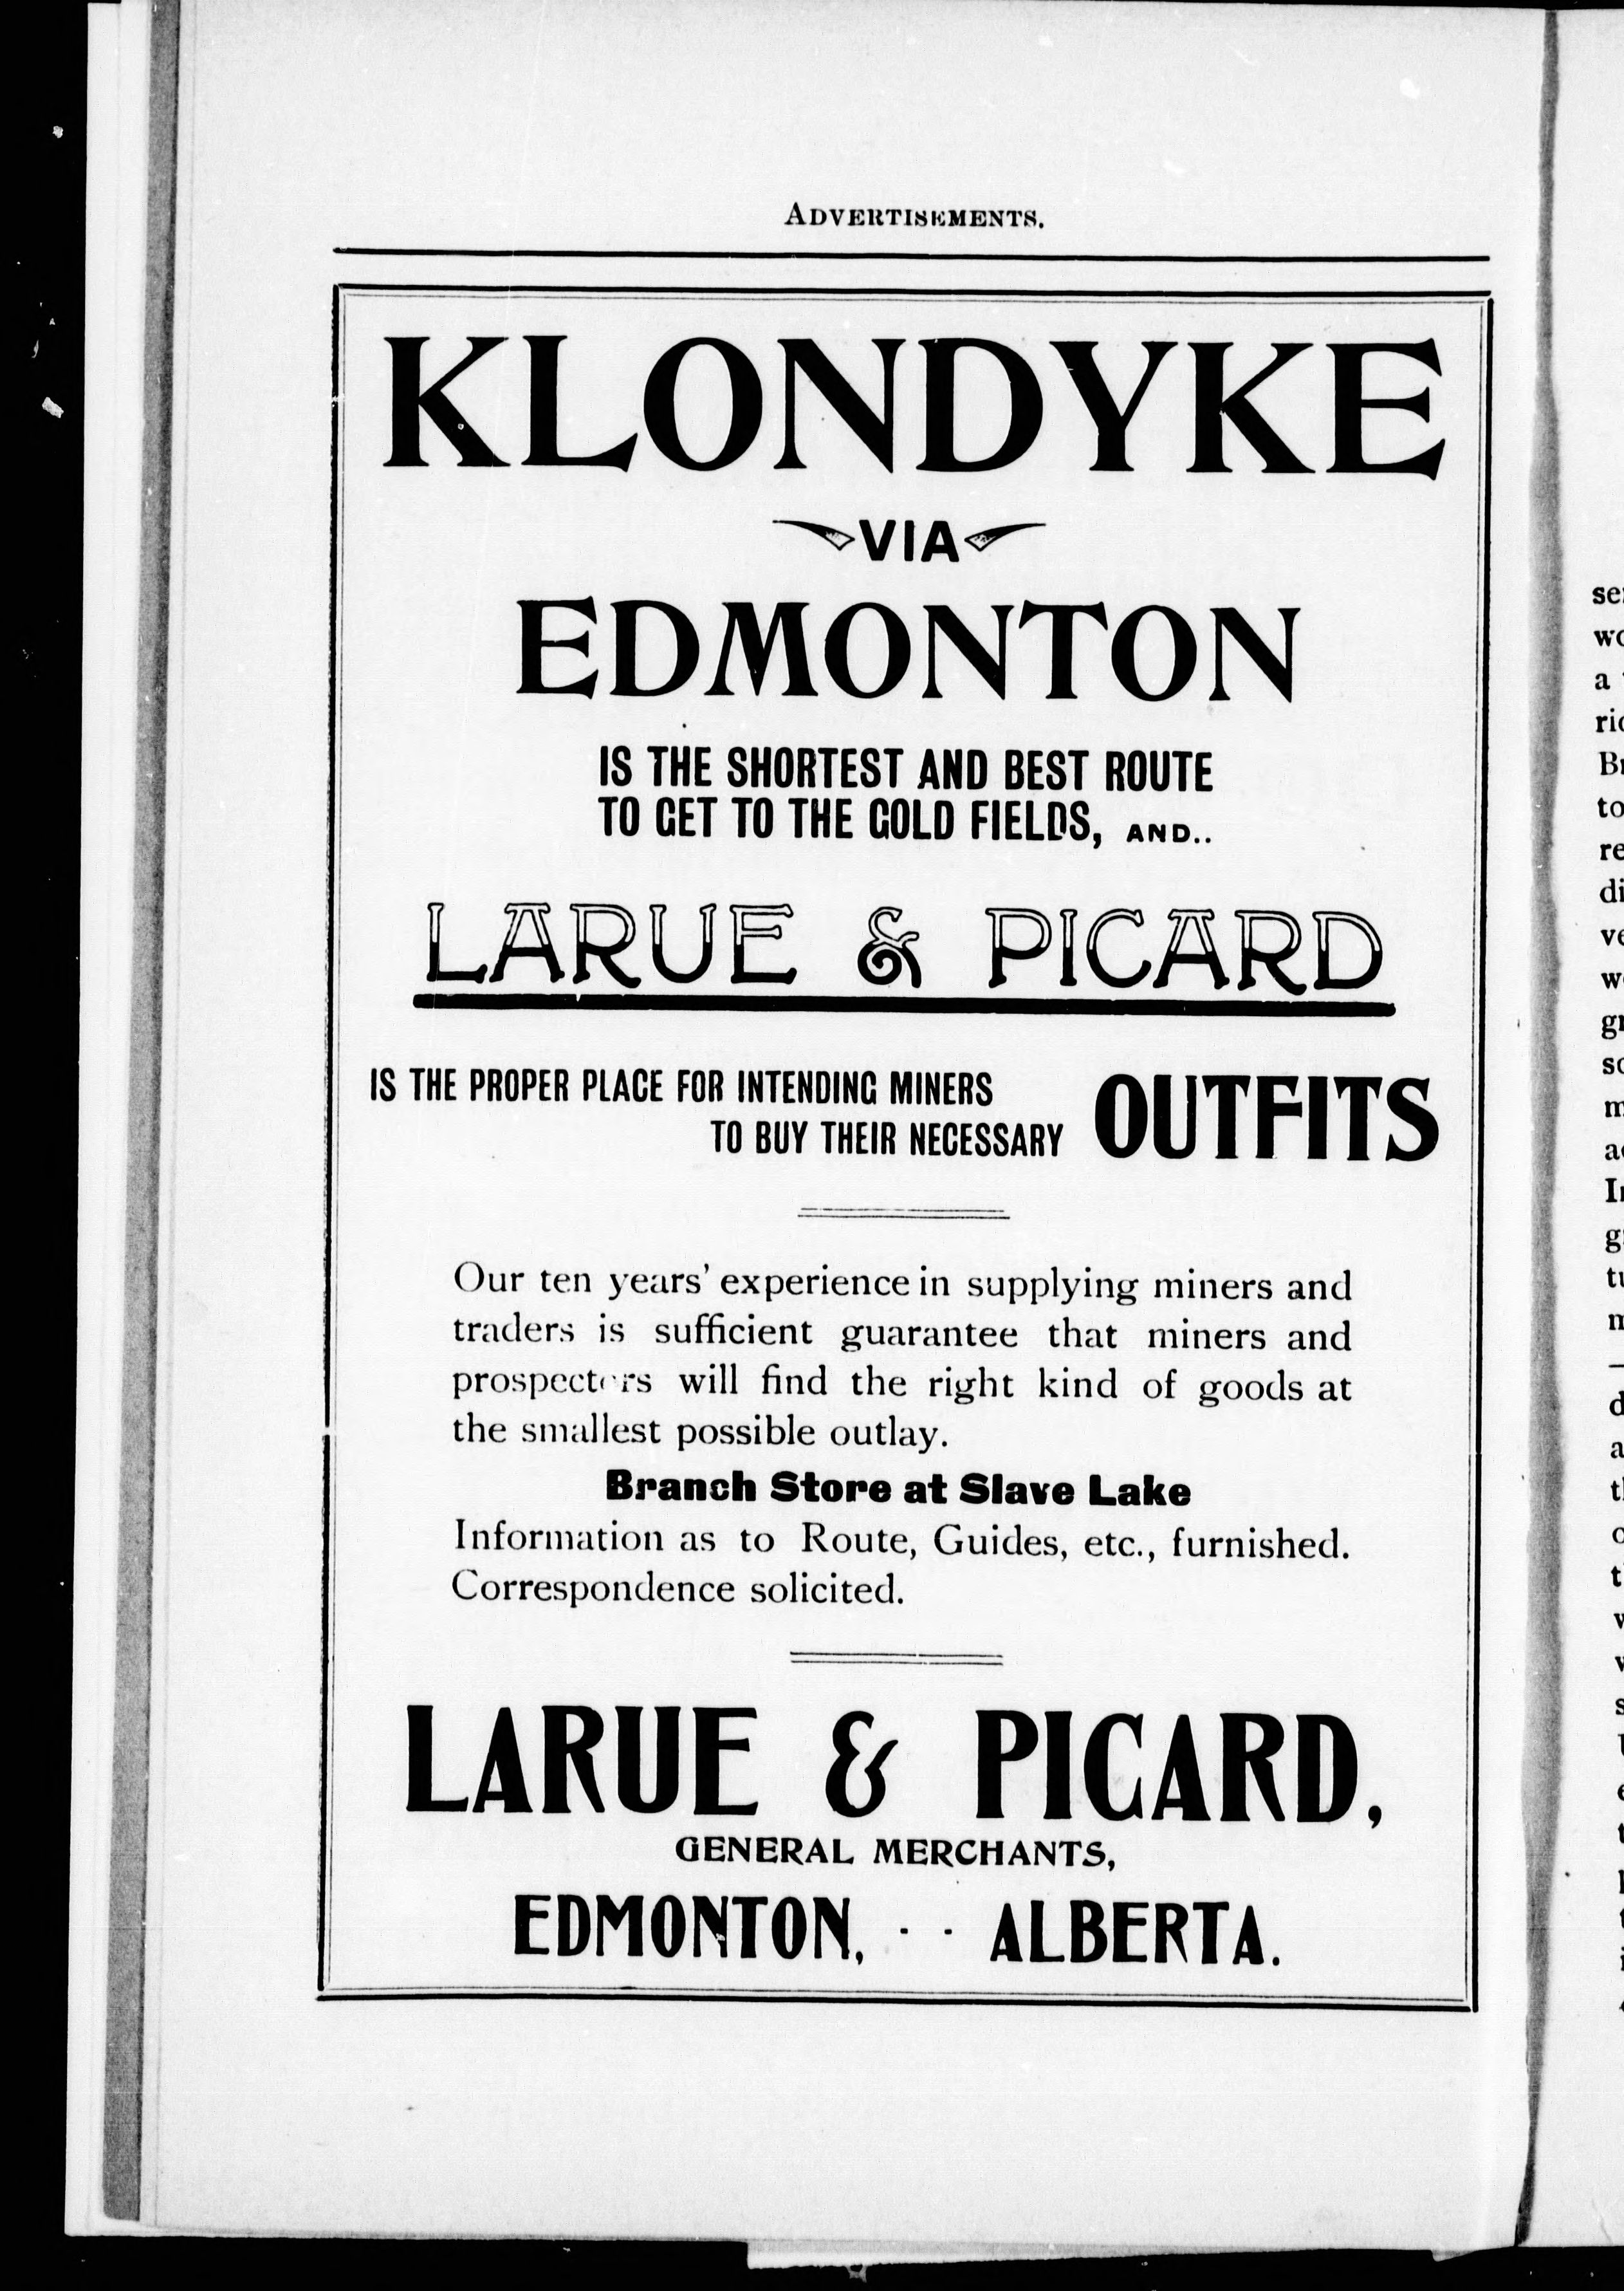 ADVERTISEMENTS.
KLONDYKE
VIA
EDMONTON
IS THE SHORTEST AND BEST ROUTE
TO GET TO THE GOLD FIELDS, AND..
LARUE & PICARD
IS THE PROPER PLACE FOR INTENDING MINERS
TO BUY THEIR NECESSARY OUTFITS
Our ten years' experience in supplying miners and
traders is sufficient guarantee that miners and
prospectors will find the right kind of goods at
the smallest possible outlay.
Branch Store at Slave Lake
Information as to Route, Guides, etc., furnished.
Correspondence solicited.
LARUE & PICARD,
GENERAL MERCHANTS,
EDMONTON, - - ALBERTA.